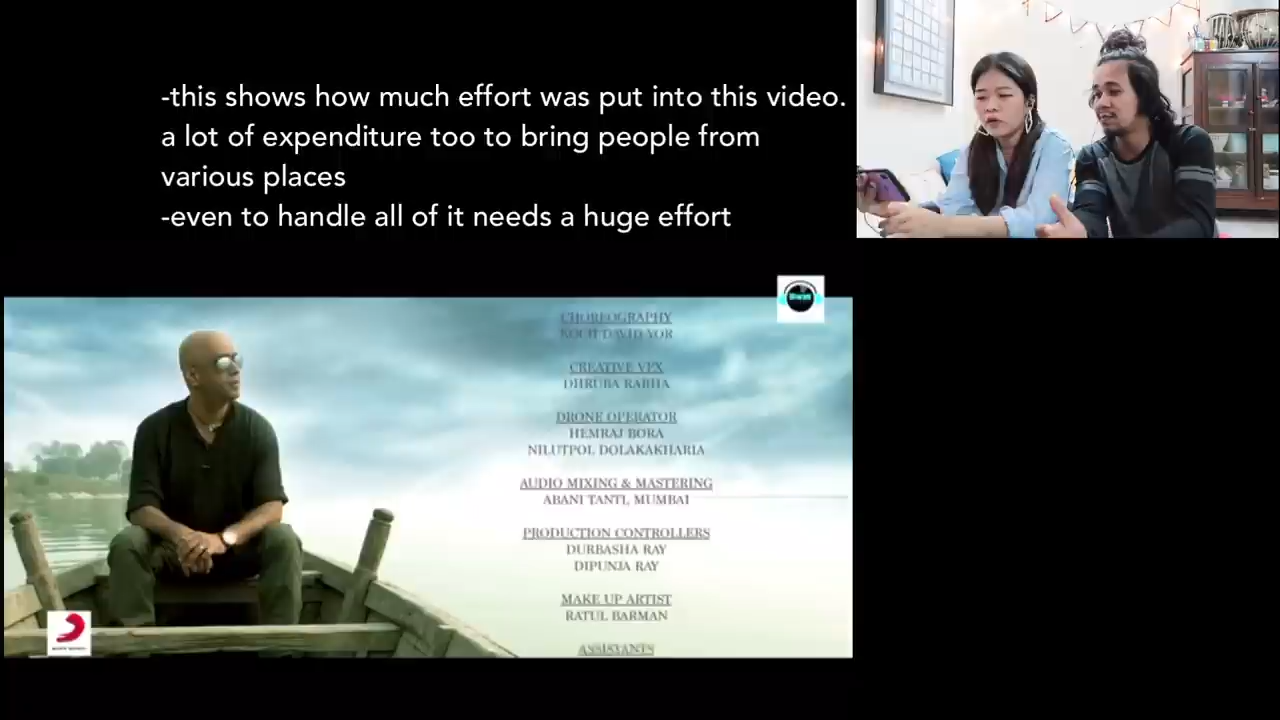 -this shows how much effort was put into this video.
a lot of expenditure too to bring people from
various places
-even to handle all of it needs a huge effort
CHOREOGRAPHY
KOCH DAVID VOR
CREATIVE VFX
DHRUBA RABHA
DRONE OPERATOR
HEMRAJ BORA
NILUTPOL DOLAKAKHARIA
AUDIO MIXING & MASTERING
ABANI TANTI, MUMBAI
PRODUCTION CONTROLLERS
DURBASHA RAY
DIPUNJA RAY
MAKE UP ARTIST
RATUL BARMAN
ASSISTANTS